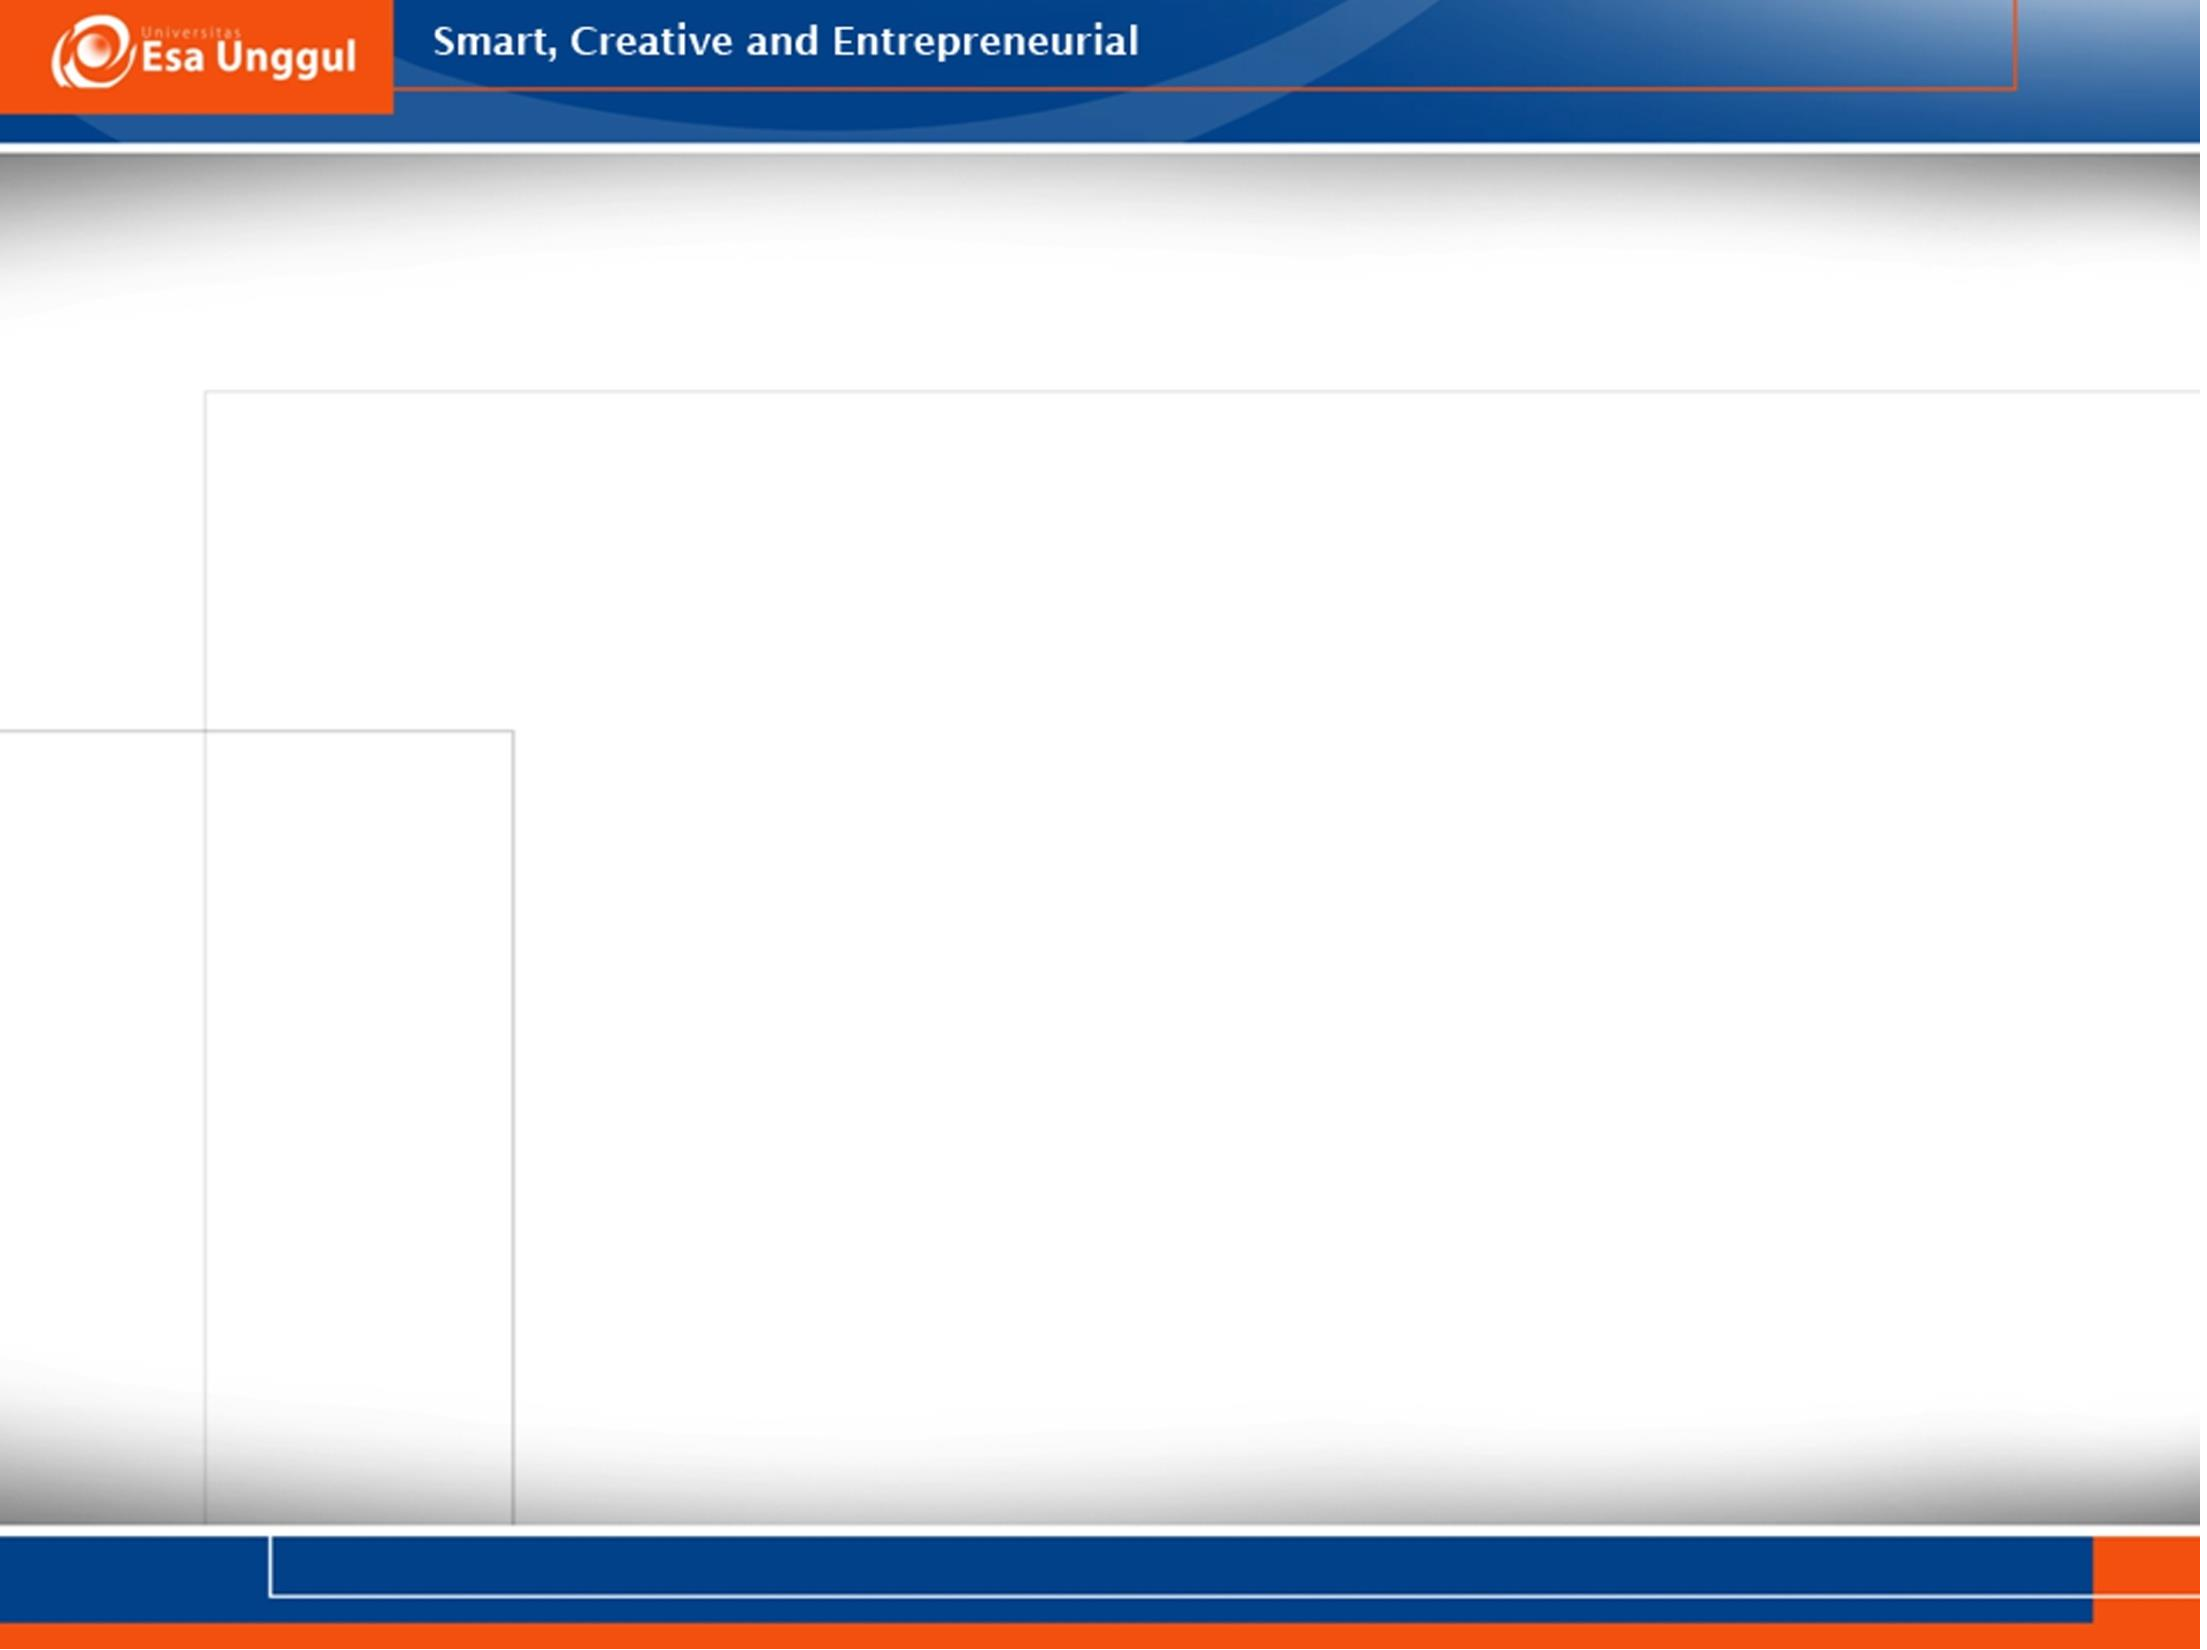 Universitas
Esa Unggul
Smart, Creative and Entrepreneurial